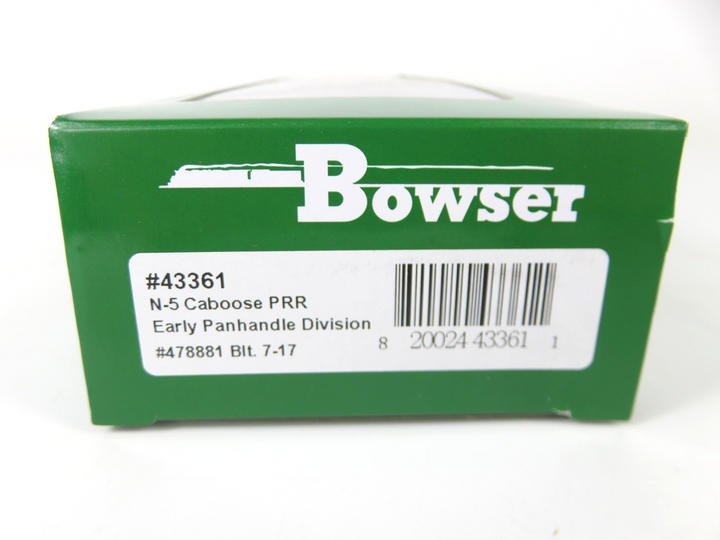 Bowser
#43361
N-5 Caboose PRR
Early Panhandle Division
#478881 Blt. 7-17
8 20024 43361 1